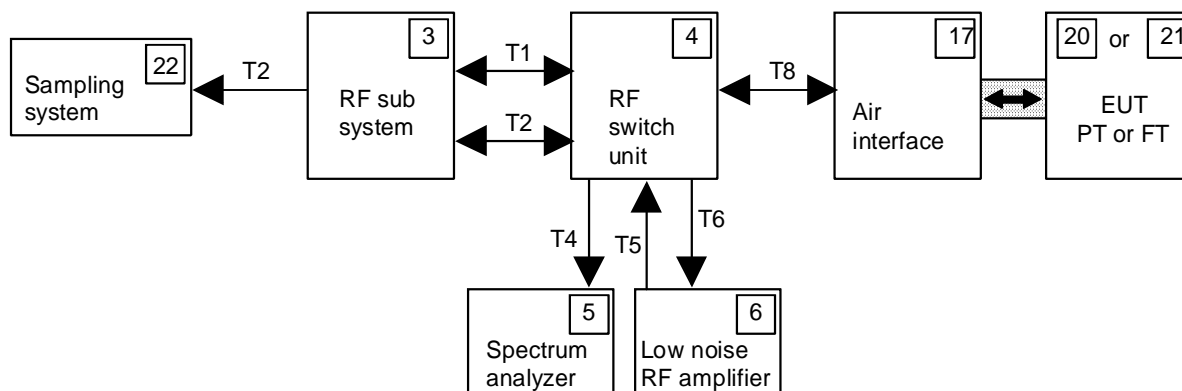 22
Sampling
system
T2
3
RF sub
system
T1
T2
4
RF
switch
unit
T8
17
Air
interface
20 or 21
EUT
PT or FT
T4
T5
T6
5
Spectrum
analyzer
6
Low noise
RF amplifier